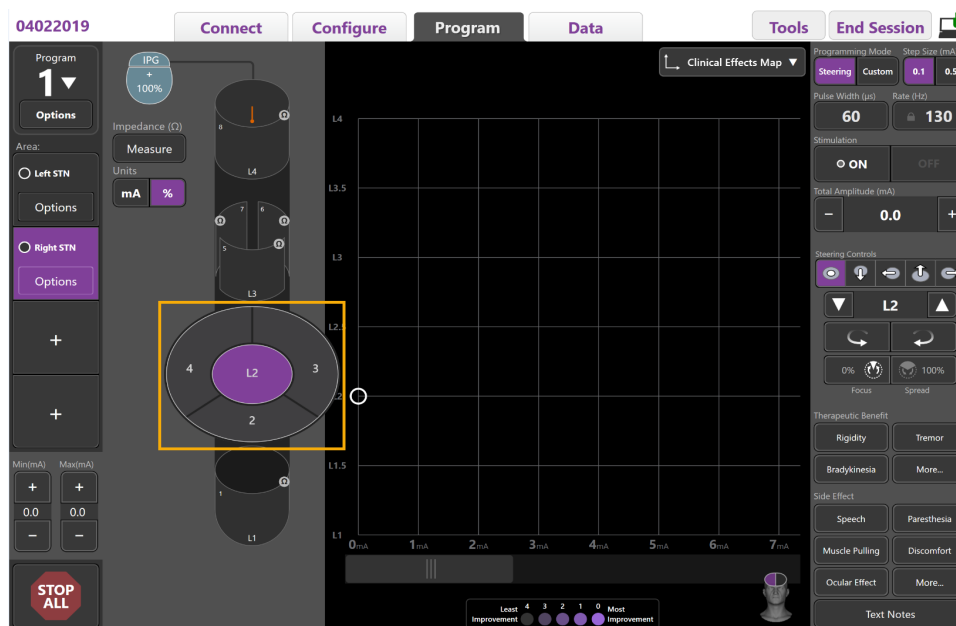 04022019
Connect
Configure
Program
Data
Tools
End Session
Program
1
Options
Area:
Left STN
Options
Right STN
Options
+
+
Min(mA) Max(mA)
+ +
0.0 0.0
− −
STOP
ALL
IPG
+
100%
Impedance (Ω)
Measure
Units
mA %
8
Ω
L4
7 6
Ω Ω
5 Ω
L3
4 L2 3
2
Ω
1
L1
Clinical Effects Map
L4
L3.5
L3
L2.5
L2
L1.5
L1
0mA 1mA 2mA 3mA 4mA 5mA 6mA 7mA
Least 4 3 2 1 0 Most
Improvement Improvement
Programming Mode Step Size (mA
Steering Custom 0.1 0.5
Pulse Width (µs) Rate (Hz)
60 130
Stimulation
ON OFF
Total Amplitude (mA)
− 0.0 +
Steering Controls
L2
0% 100%
Focus Spread
Therapeutic Benefit
Rigidity Tremor
Bradykinesia More...
Side Effect
Speech Paresthesia
Muscle Pulling Discomfort
Ocular Effect More...
Text Notes